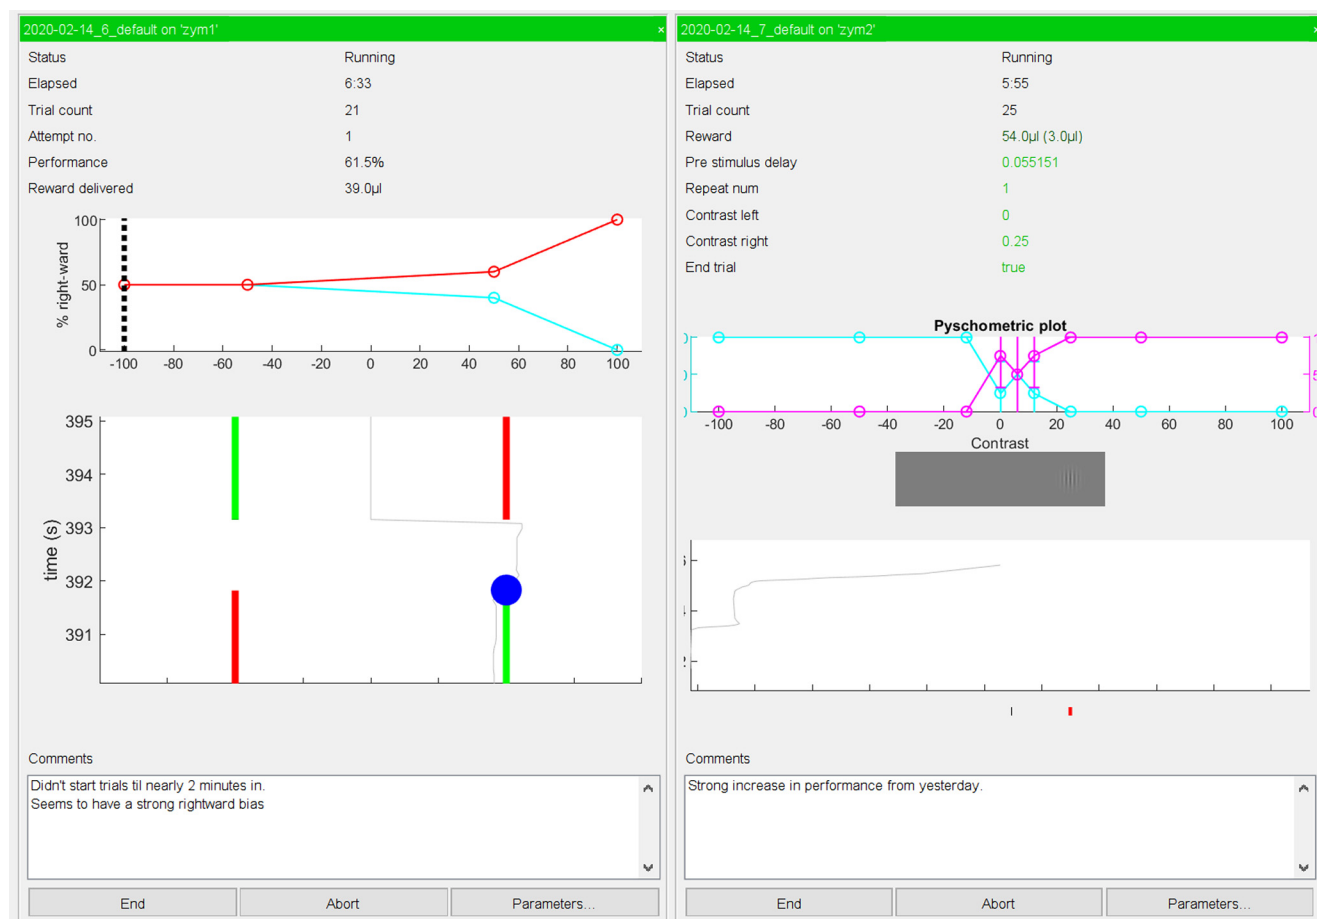 2020-02-14_6_default on 'zym1' ×
Status Running
Elapsed 6:33
Trial count 21
Attempt no. 1
Performance 61.5%
Reward delivered 39.0µl
% right-ward
100
50
0
-100 -80 -60 -40 -20 0 20 40 60 80 100
time (s)
395
394
393
392
391
Comments
Didn't start trials til nearly 2 minutes in.
Seems to have a strong rightward bias
End Abort Parameters...
2020-02-14_7_default on 'zym2' ×
Status Running
Elapsed 5:55
Trial count 25
Reward 54.0µl (3.0µl)
Pre stimulus delay 0.055151
Repeat num 1
Contrast left 0
Contrast right 0.25
End trial true
Pyschometric plot
-100 -80 -60 -40 -20 0 20 40 60 80 100
Contrast
4
2
Comments
Strong increase in performance from yesterday.
End Abort Parameters...